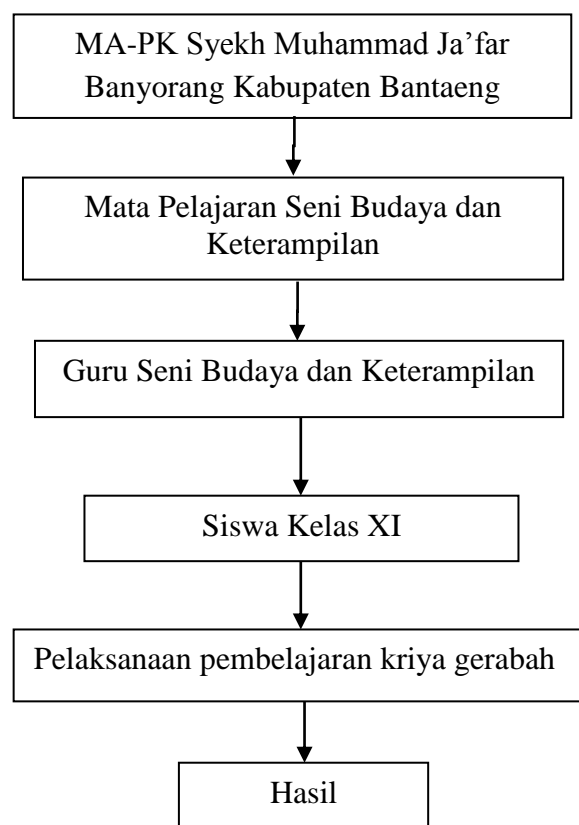 MA-PK Syekh Muhammad Ja’far
Banyorang Kabupaten Bantaeng
Mata Pelajaran Seni Budaya dan
Keterampilan
Guru Seni Budaya dan Keterampilan
Siswa Kelas XI
Pelaksanaan pembelajaran kriya gerabah
Hasil